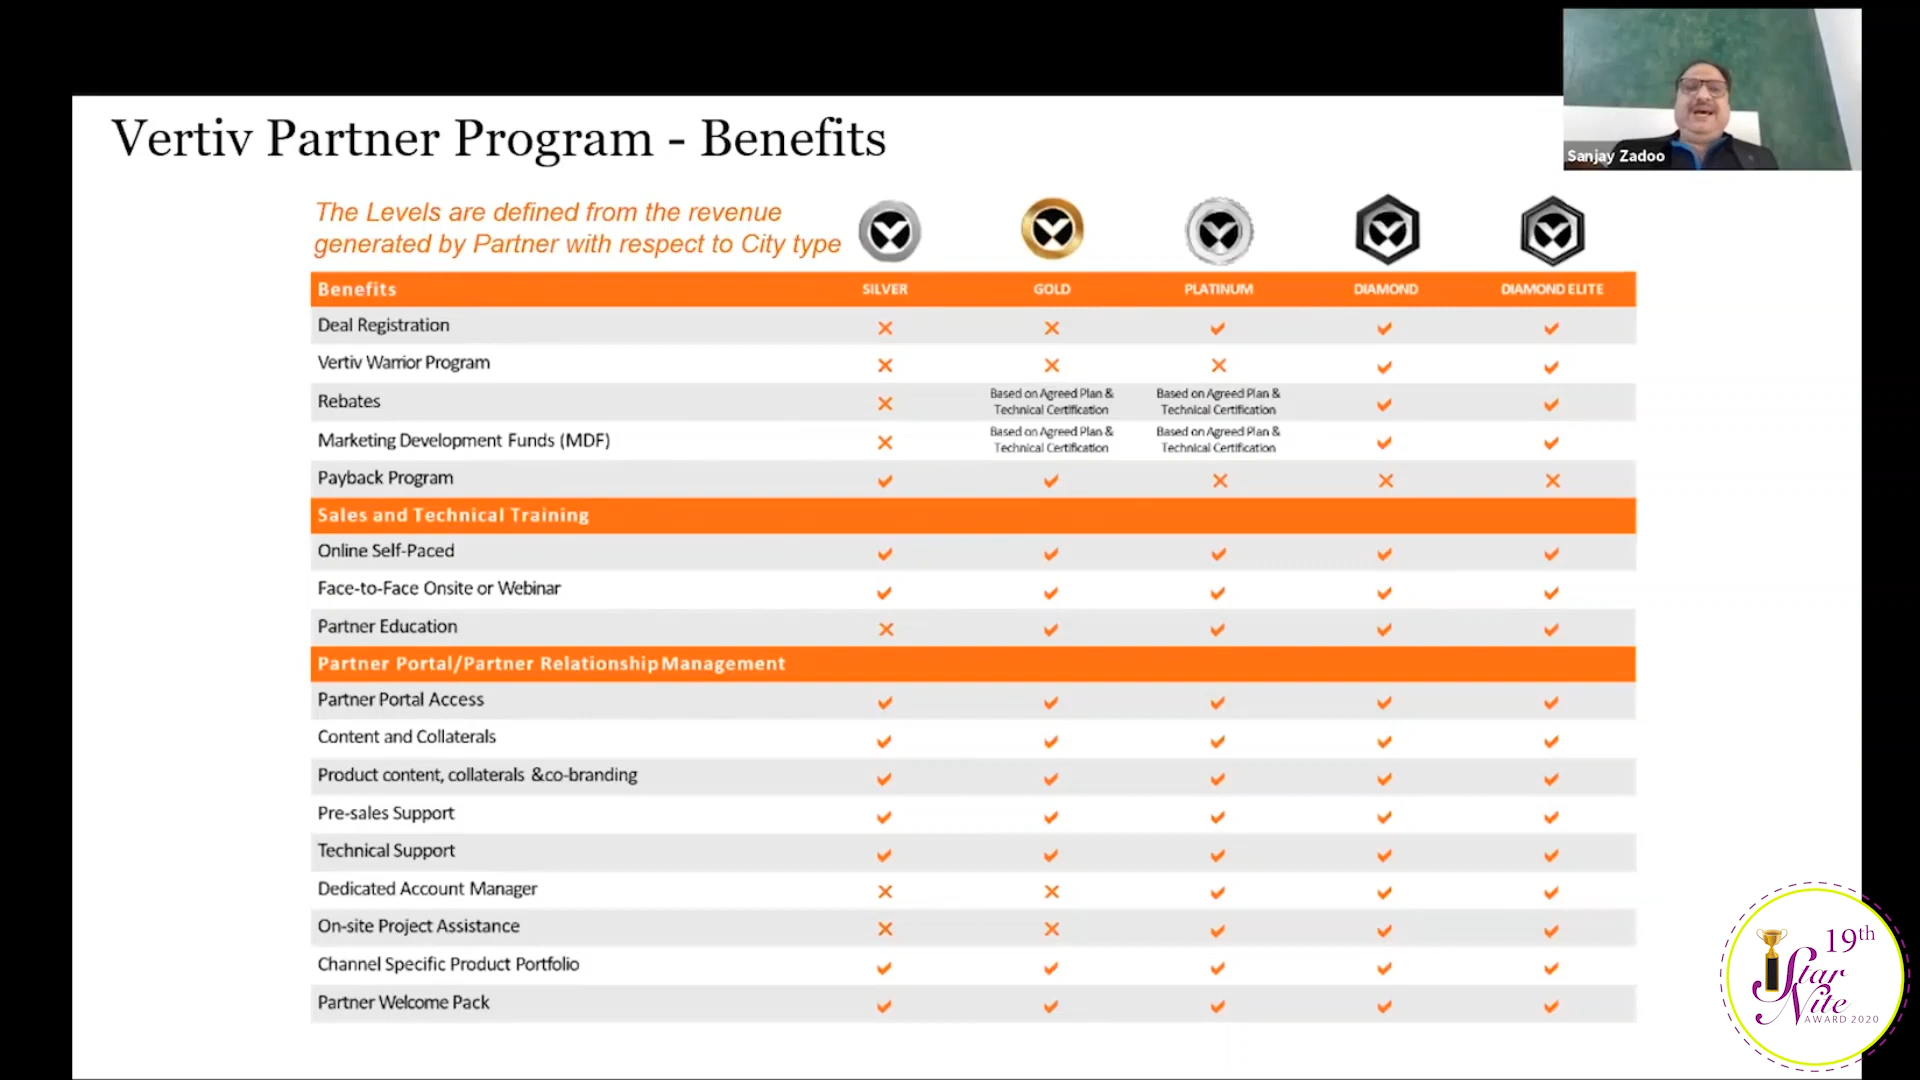 Vertiv Partner Program - Benefits
Sanjay Zadoo
The Levels are defined from the revenue
generated by Partner with respect to City type
Benefits SILVER GOLD PLATINUM DIAMOND DIAMOND ELITE
Deal Registration
Vertiv Warrior Program
Rebates Based on Agreed Plan & Based on Agreed Plan &
Technical Certification Technical Certification
Marketing Development Funds (MDF) Based on Agreed Plan & Based on Agreed Plan &
Technical Certification Technical Certification
Payback Program
Sales and Technical Training
Online Self-Paced
Face-to-Face Onsite or Webinar
Partner Education
Partner Portal/Partner Relationship Management
Partner Portal Access
Content and Collaterals
Product content, collaterals &co-branding
Pre-sales Support
Technical Support
Dedicated Account Manager
On-site Project Assistance
Channel Specific Product Portfolio
Partner Welcome Pack
19th
Star
Nite
AWARD 2020